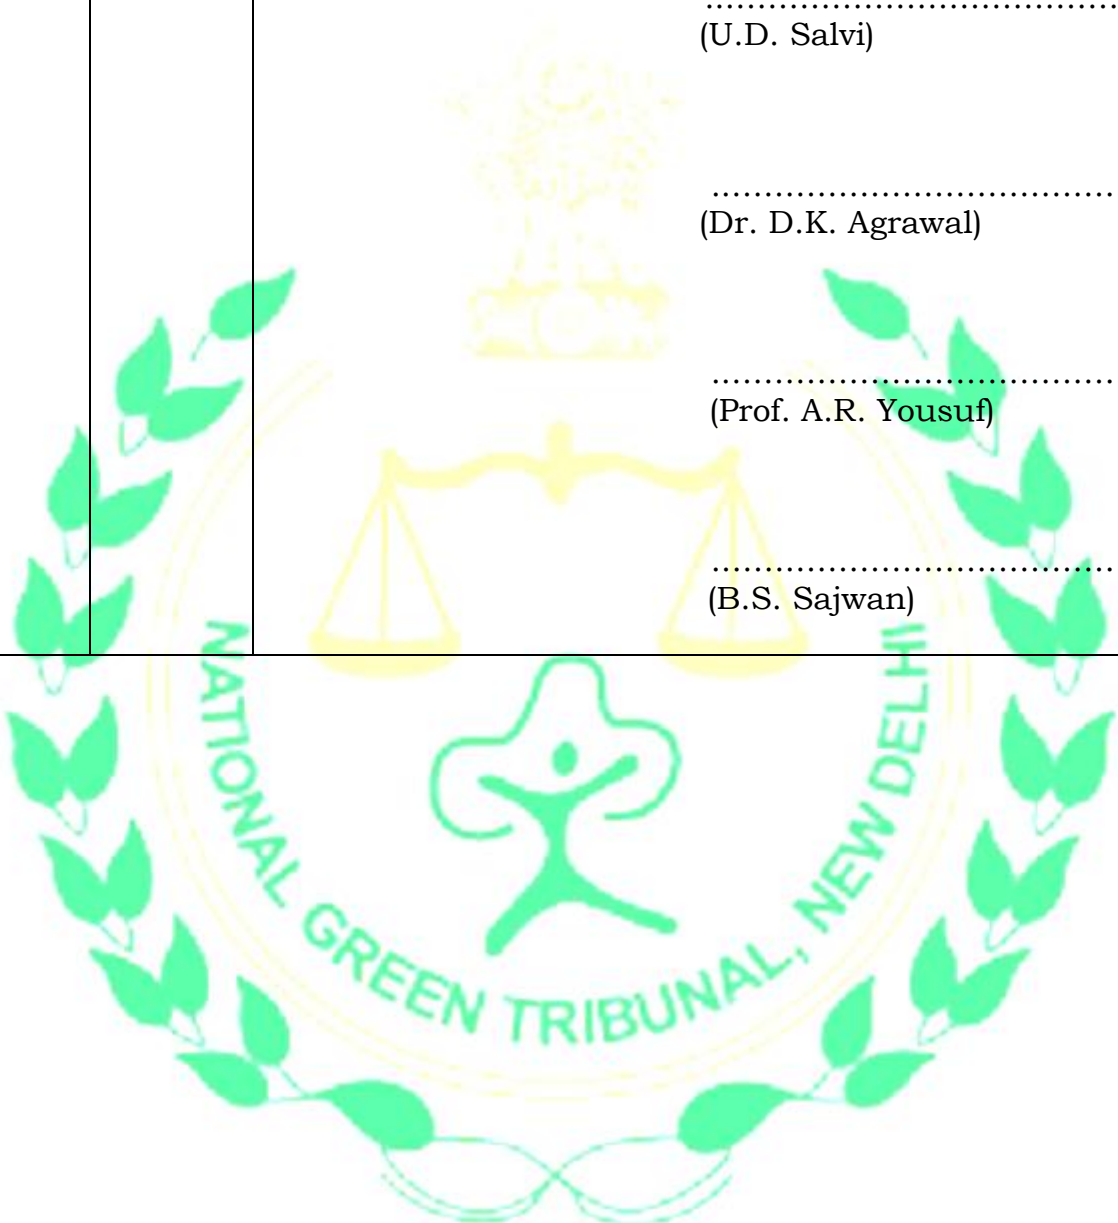 .......................................
(U.D. Salvi)
.......................................
(Dr. D.K. Agrawal)
.......................................
(Prof. A.R. Yousuf)
.......................................
(B.S. Sajwan)
NATIONAL GREEN TRIBUNAL, NEW DELHI